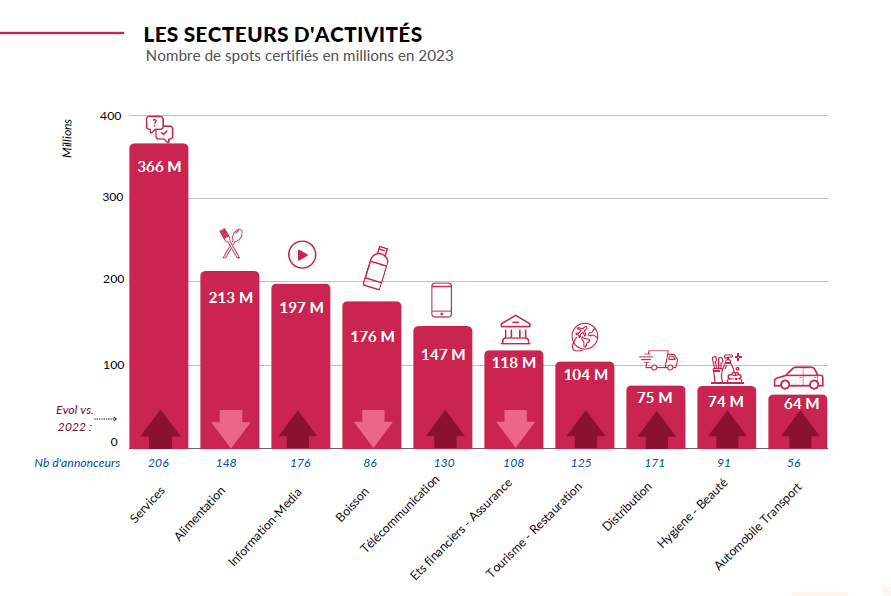 LES SECTEURS D'ACTIVITÉS
Nombre de spots certifiés en millions en 2023
Millions
400
300
200
100
0
366 M
213 M
197 M
176 M
147 M
118 M
104 M
75 M
74 M
64 M
Evol vs.
2022 :
Nb d'annonceurs
206
148
176
86
130
108
125
171
91
56
Services
Alimentation
Information-Media
Boisson
Télécommunication
Ets financiers - Assurance
Tourisme - Restauration
Distribution
Hygiene - Beauté
Automobile Transport